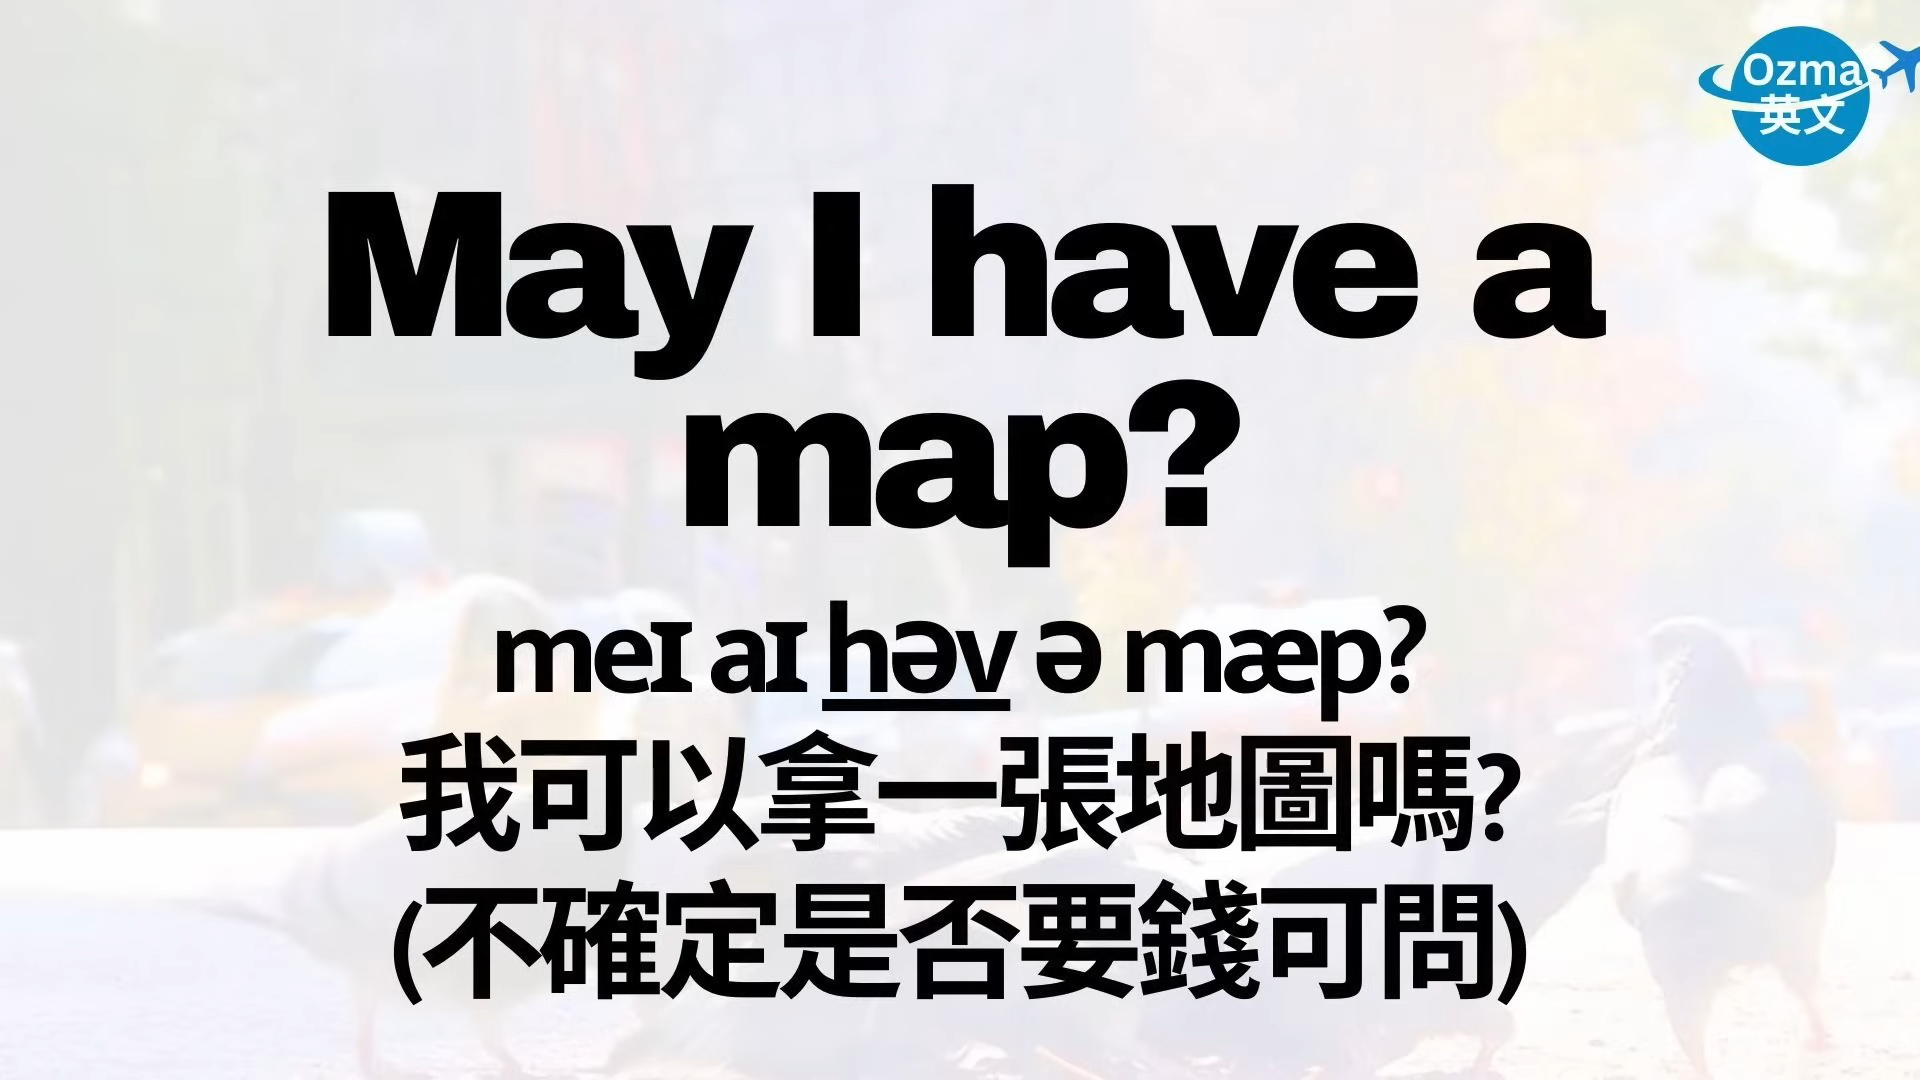 Ozma
英文
May I have a
map?
meɪ aɪ həv ə mæp?
我可以拿一張地圖嗎?
(不確定是否要錢可問)